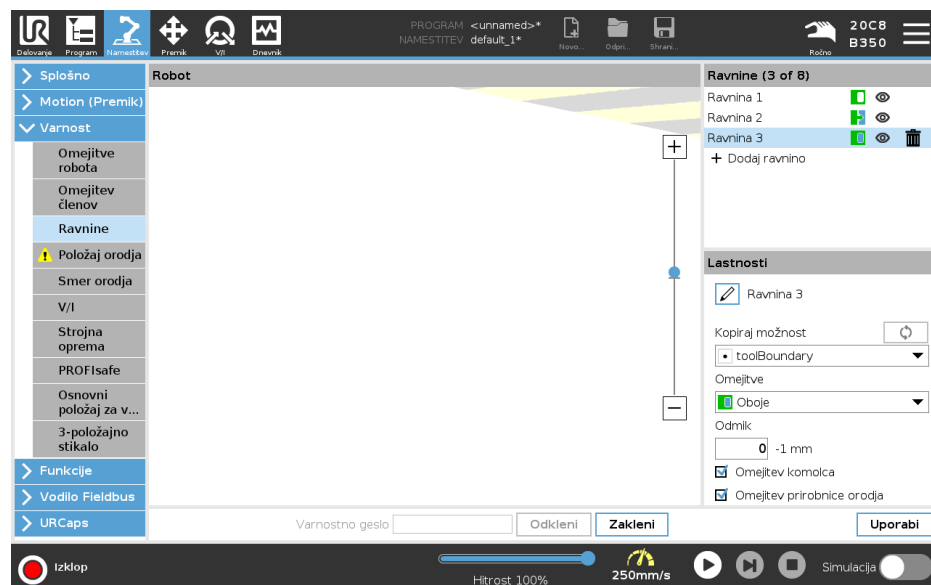 PROGRAM <unnamed>*
NAMESTITEV default_1*
Delovanje Program Namestitev Premik V/I Dnevnik Novo... Odpri... Shrani... Ročno
20C8
B350
Splošno
Motion (Premik)
Varnost
Omejitve robota
Omejitev členov
Ravnine
Položaj orodja
Smer orodja
V/I
Strojna oprema
PROFIsafe
Osnovni položaj za v...
3-položajno stikalo
Funkcije
Vodilo Fieldbus
URCaps
Robot
Ravnine (3 of 8)
Ravnina 1
Ravnina 2
Ravnina 3
+ Dodaj ravnino
Lastnosti
Ravnina 3
Kopiraj možnost
toolBoundary
Omejitve
Oboje
Odmik
0 -1 mm
Omejitev komolca
Omejitev prirobnice orodja
Varnostno geslo Odkleni Zakleni Uporabi
Izklop
Hitrost 100%
250mm/s
Simulacija